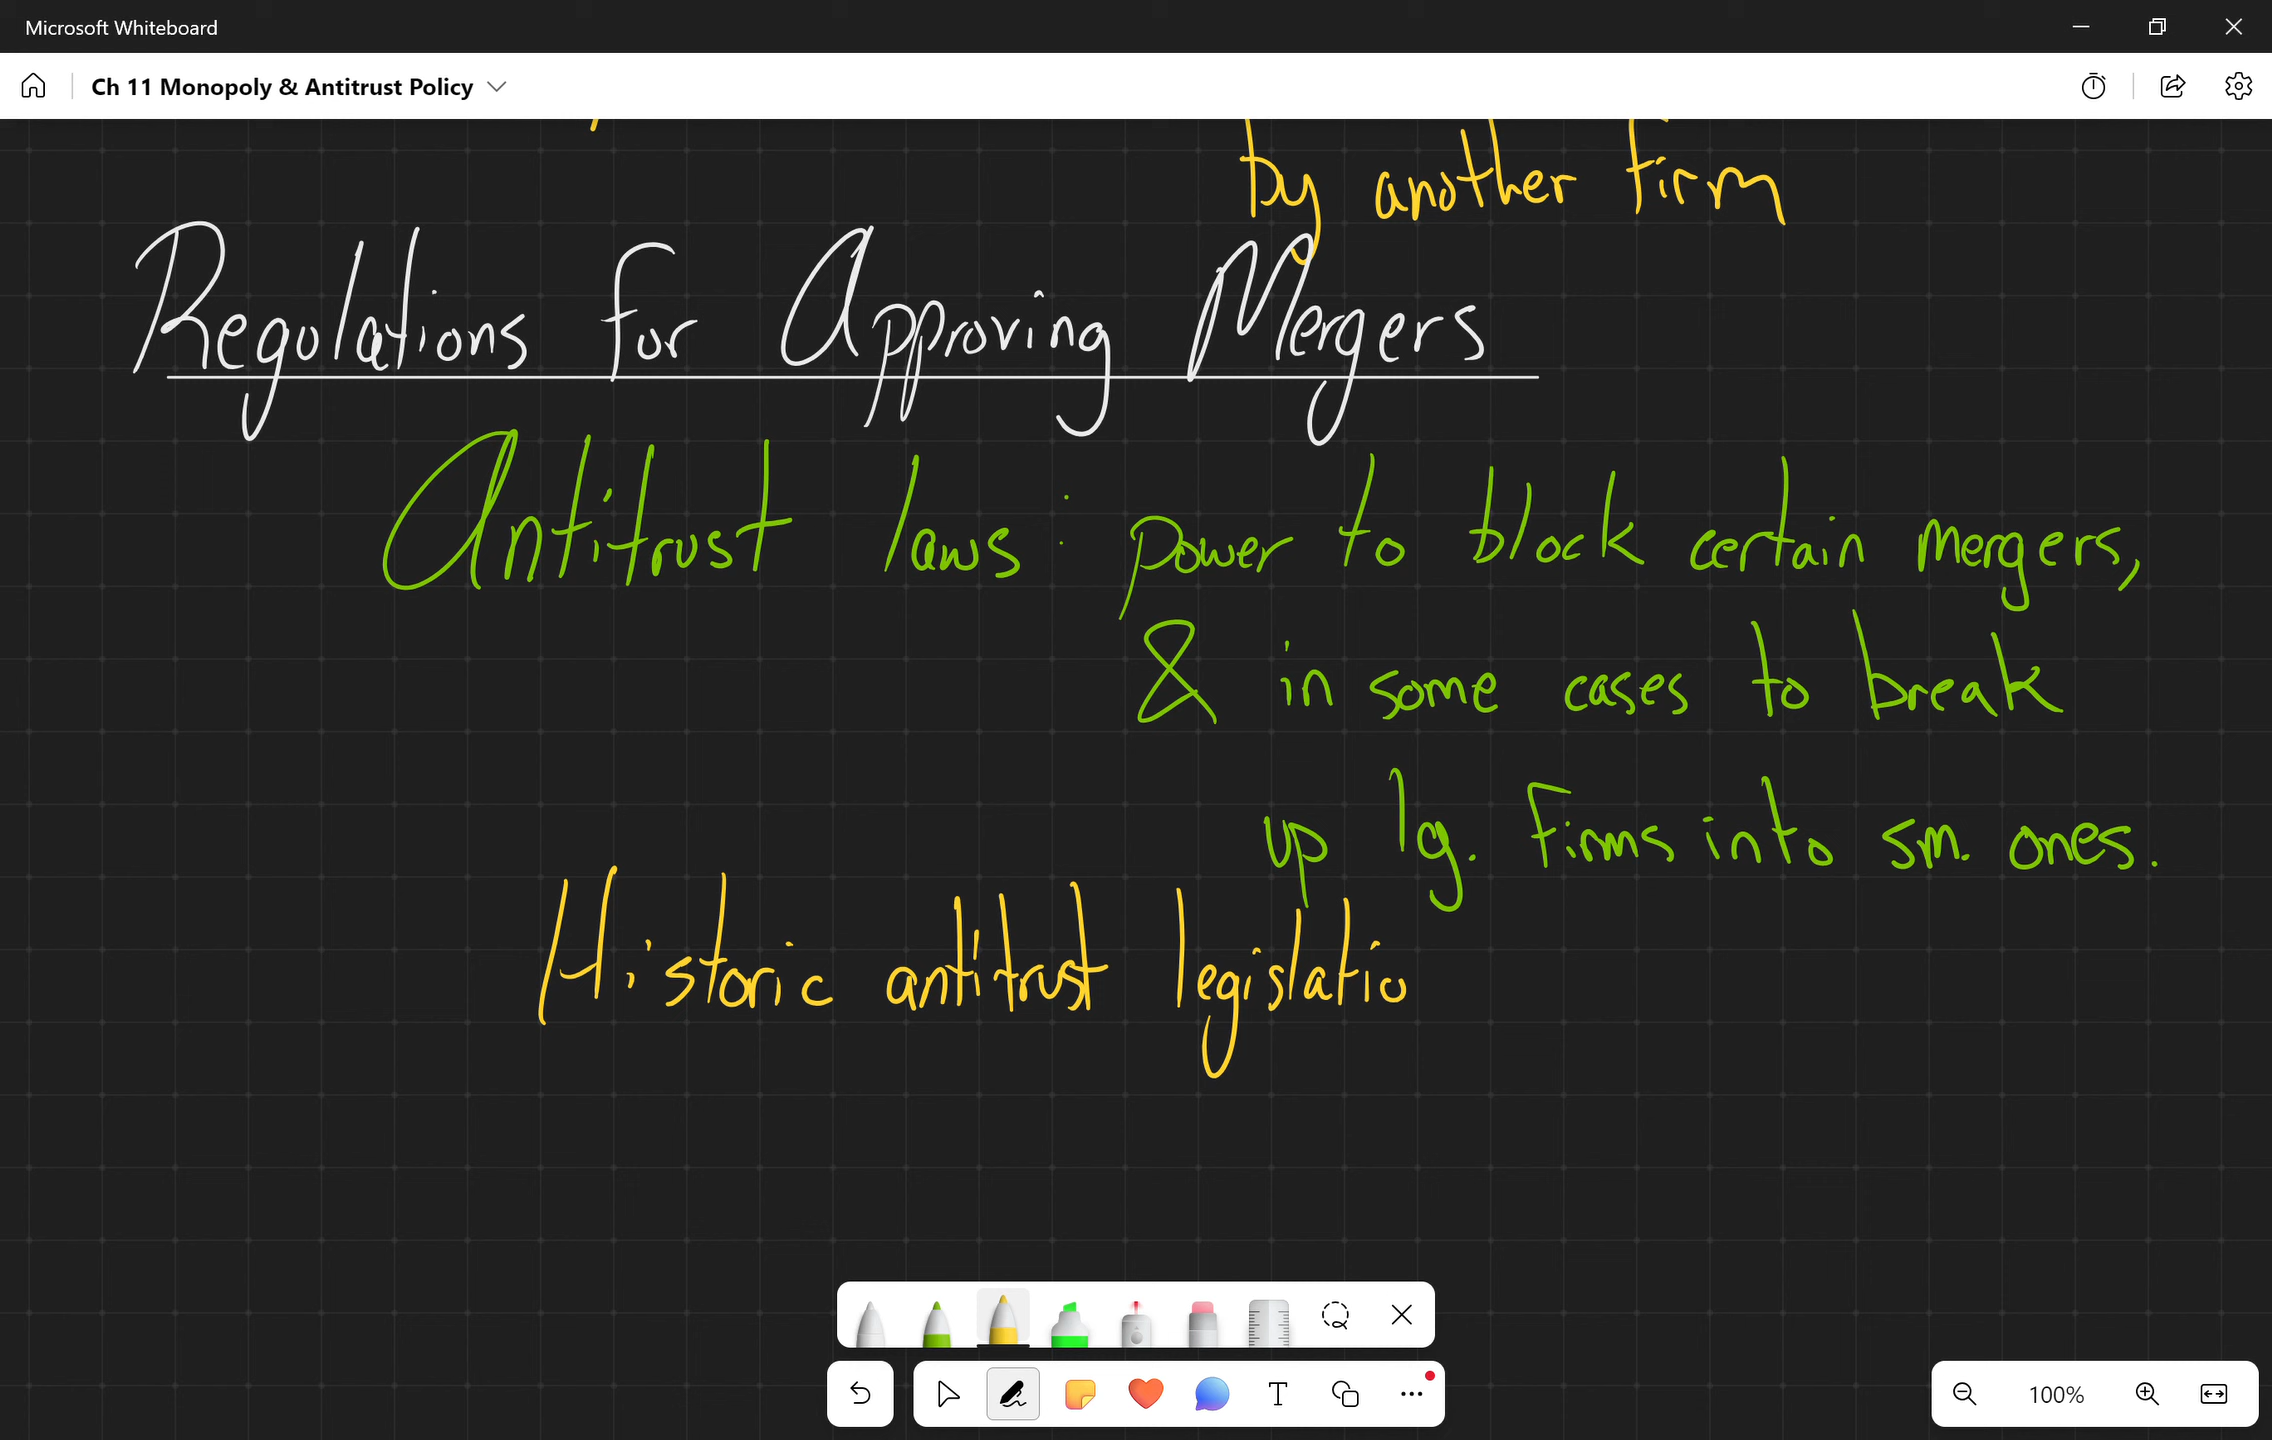 Microsoft Whiteboard
Ch 11 Monopoly & Antitrust Policy
by another firm
Regulations for Approving Mergers
Antitrust laws : power to block certain mergers,
& in some cases to break
up lg. firms into sm. ones.
Historic antitrust legislatio
T
100%